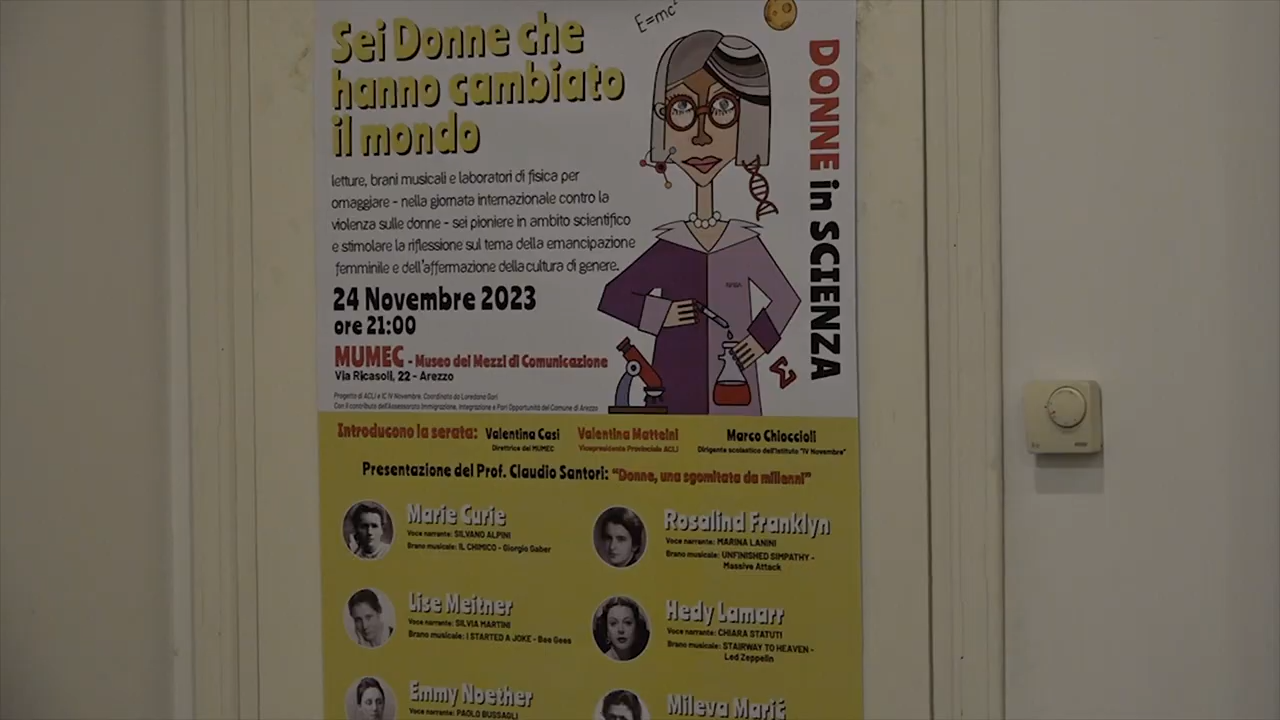 E=mc²
Sei Donne che
hanno cambiato
il mondo
DONNE in SCIENZA
letture, brani musicali e laboratori di fisica per
omaggiare - nella giornata internazionale contro la
violenza sulle donne - sei pioniere in ambito scientifico
e stimolare la riflessione sul tema della emancipazione
femminile e dell'affermazione della cultura di genere.
24 Novembre 2023
ore 21:00
MUMEC - Museo dei Mezzi di Comunicazione
Via Ricasoli, 22 - Arezzo
Progetto di ACLI e IC IV Novembre. Coordinato da Loredana Gori
Con il contributo dell'Assessorato Immigrazione, Integrazione e Pari Opportunità del Comune di Arezzo
Introducono la serata:
Valentina Casi
Direttrice del MUMEC
Valentina Matteini
Vicepresidente Provinciale ACLI
Marco Chioccioli
Dirigente scolastico dell'Istituto "IV Novembre"
Presentazione del Prof. Claudio Santori: "Donne, una sgomitata da millenni"
Marie Curie
Voce narrante: SILVANO ALPINI
Brano musicale: IL CHIMICO - Giorgio Gaber
Rosalind Franklyn
Voce narrante: MARINA LANINI
Brano musicale: UNFINISHED SIMPATHY -
Massive Attack
Lise Meitner
Voce narrante: SILVIA MARTINI
Brano musicale: I STARTED A JOKE - Bee Gees
Hedy Lamarr
Voce narrante: CHIARA STATUTI
Brano musicale: STAIRWAY TO HEAVEN -
Led Zeppelin
Emmy Noether
Voce narrante: PAOLO BUSSAGLI
Mileva Marič